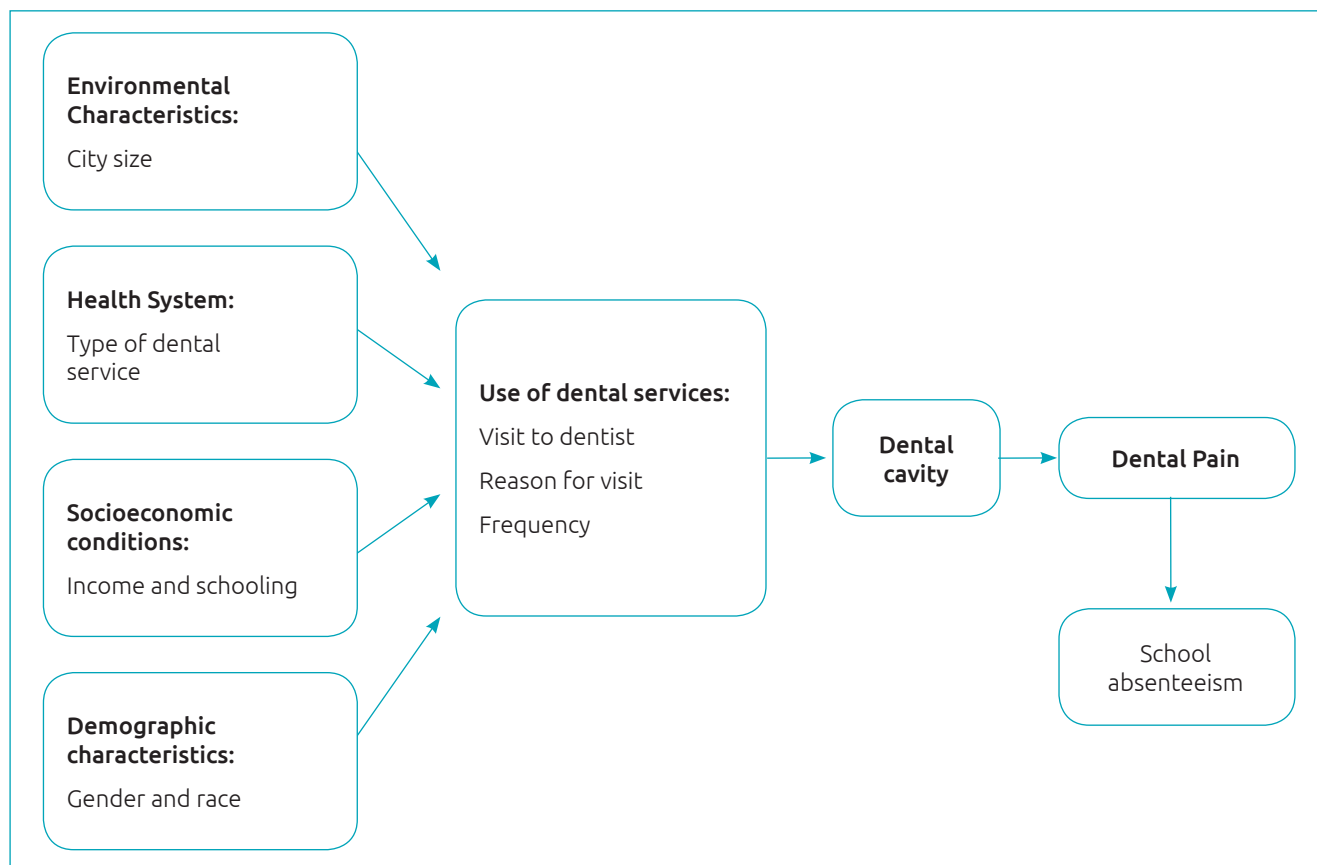 Environmental
Characteristics:
City size
Health System:
Type of dental
service
Socioeconomic
conditions:
Income and schooling
Demographic
characteristics:
Gender and race
Use of dental services:
Visit to dentist
Reason for visit
Frequency
Dental
cavity
Dental Pain
School
absenteeism